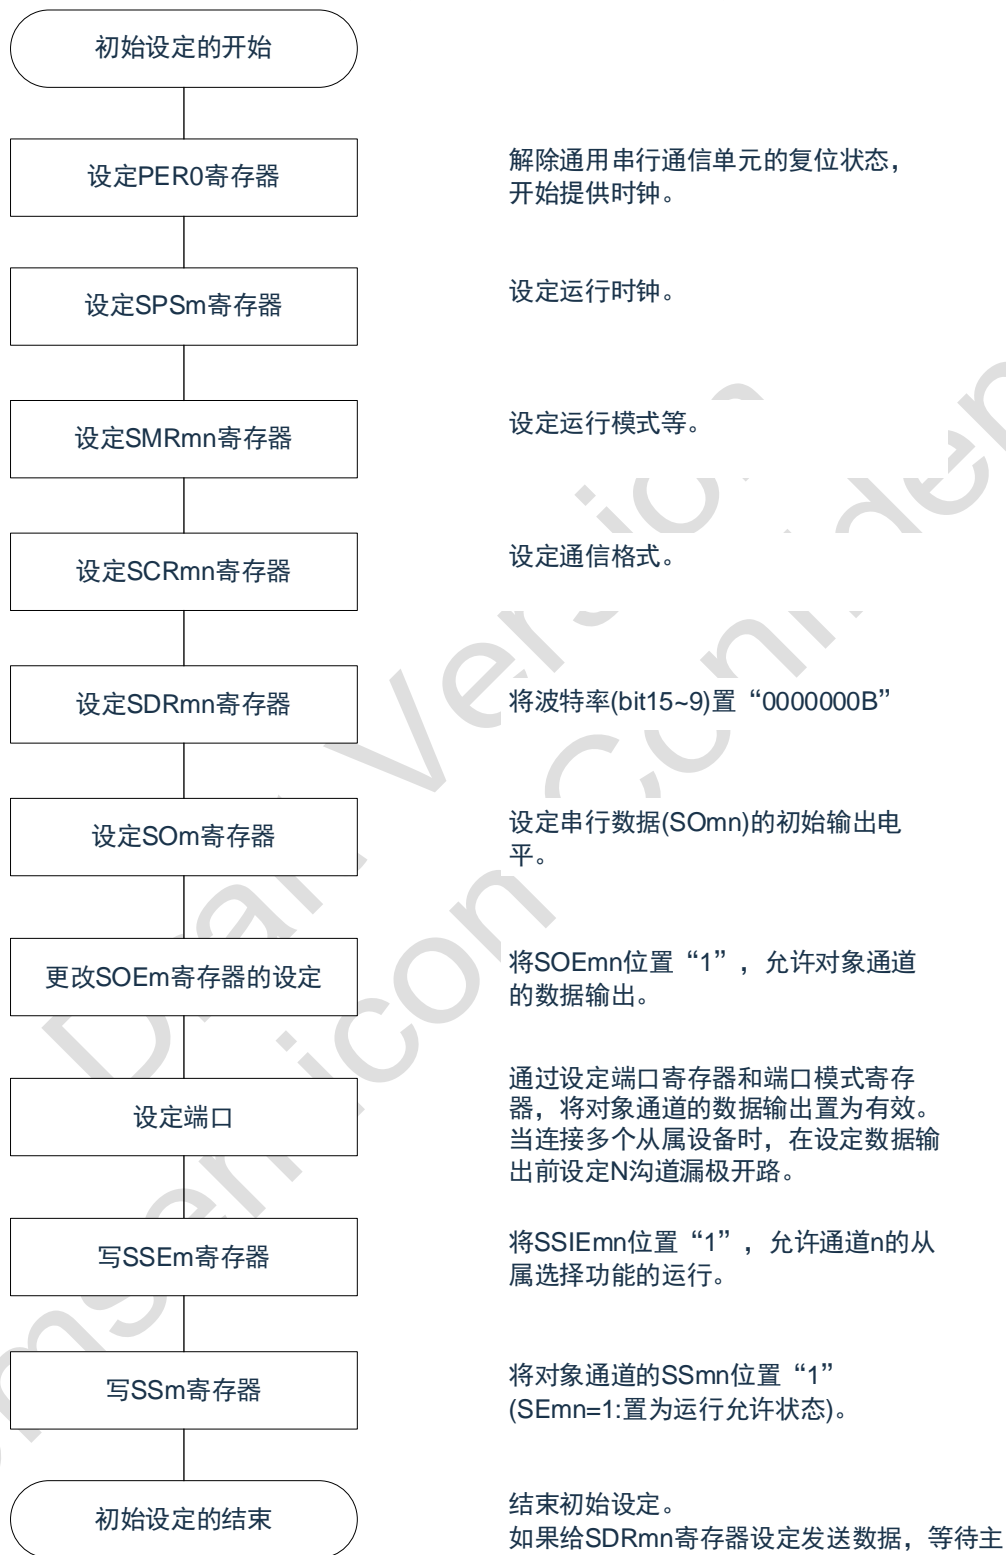 初始设定的开始
设定PER0寄存器
解除通用串行通信单元的复位状态，
开始提供时钟。
设定SPSm寄存器
设定运行时钟。
设定SMRmn寄存器
设定运行模式等。
设定SCRmn寄存器
设定通信格式。
设定SDRmn寄存器
将波特率(bit15~9)置“0000000B”
设定SOm寄存器
设定串行数据(SOmn)的初始输出电
平。
更改SOEm寄存器的设定
将SOEmn位置“1”，允许对象通道
的数据输出。
设定端口
通过设定端口寄存器和端口模式寄存
器，将对象通道的数据输出置为有效。
当连接多个从属设备时，在设定数据输
出前设定N沟道漏极开路。
写SSEm寄存器
将SSIEmn位置“1”，允许通道n的从
属选择功能的运行。
写SSm寄存器
将对象通道的SSmn位置“1”
(SEmn=1:置为运行允许状态)。
初始设定的结束
结束初始设定。
如果给SDRmn寄存器设定发送数据，等待主